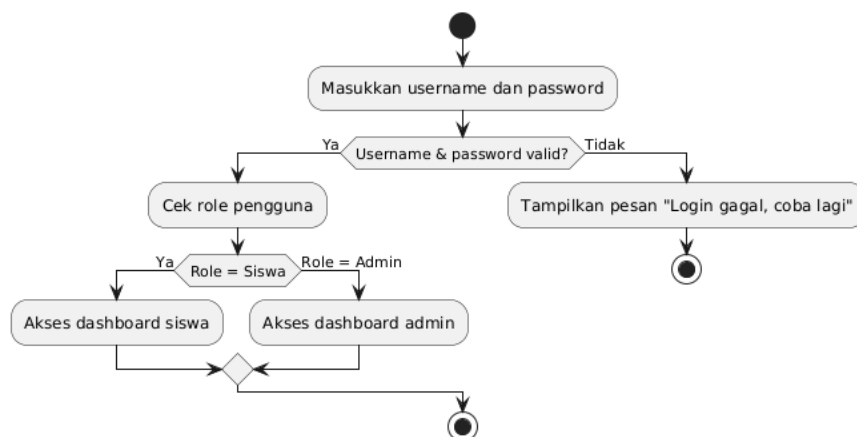 Masukkan username dan password
Ya
Username & password valid?
Tidak
Cek role pengguna
Tampilkan pesan "Login gagal, coba lagi"
Ya
Role = Siswa
Role = Admin
Akses dashboard siswa
Akses dashboard admin